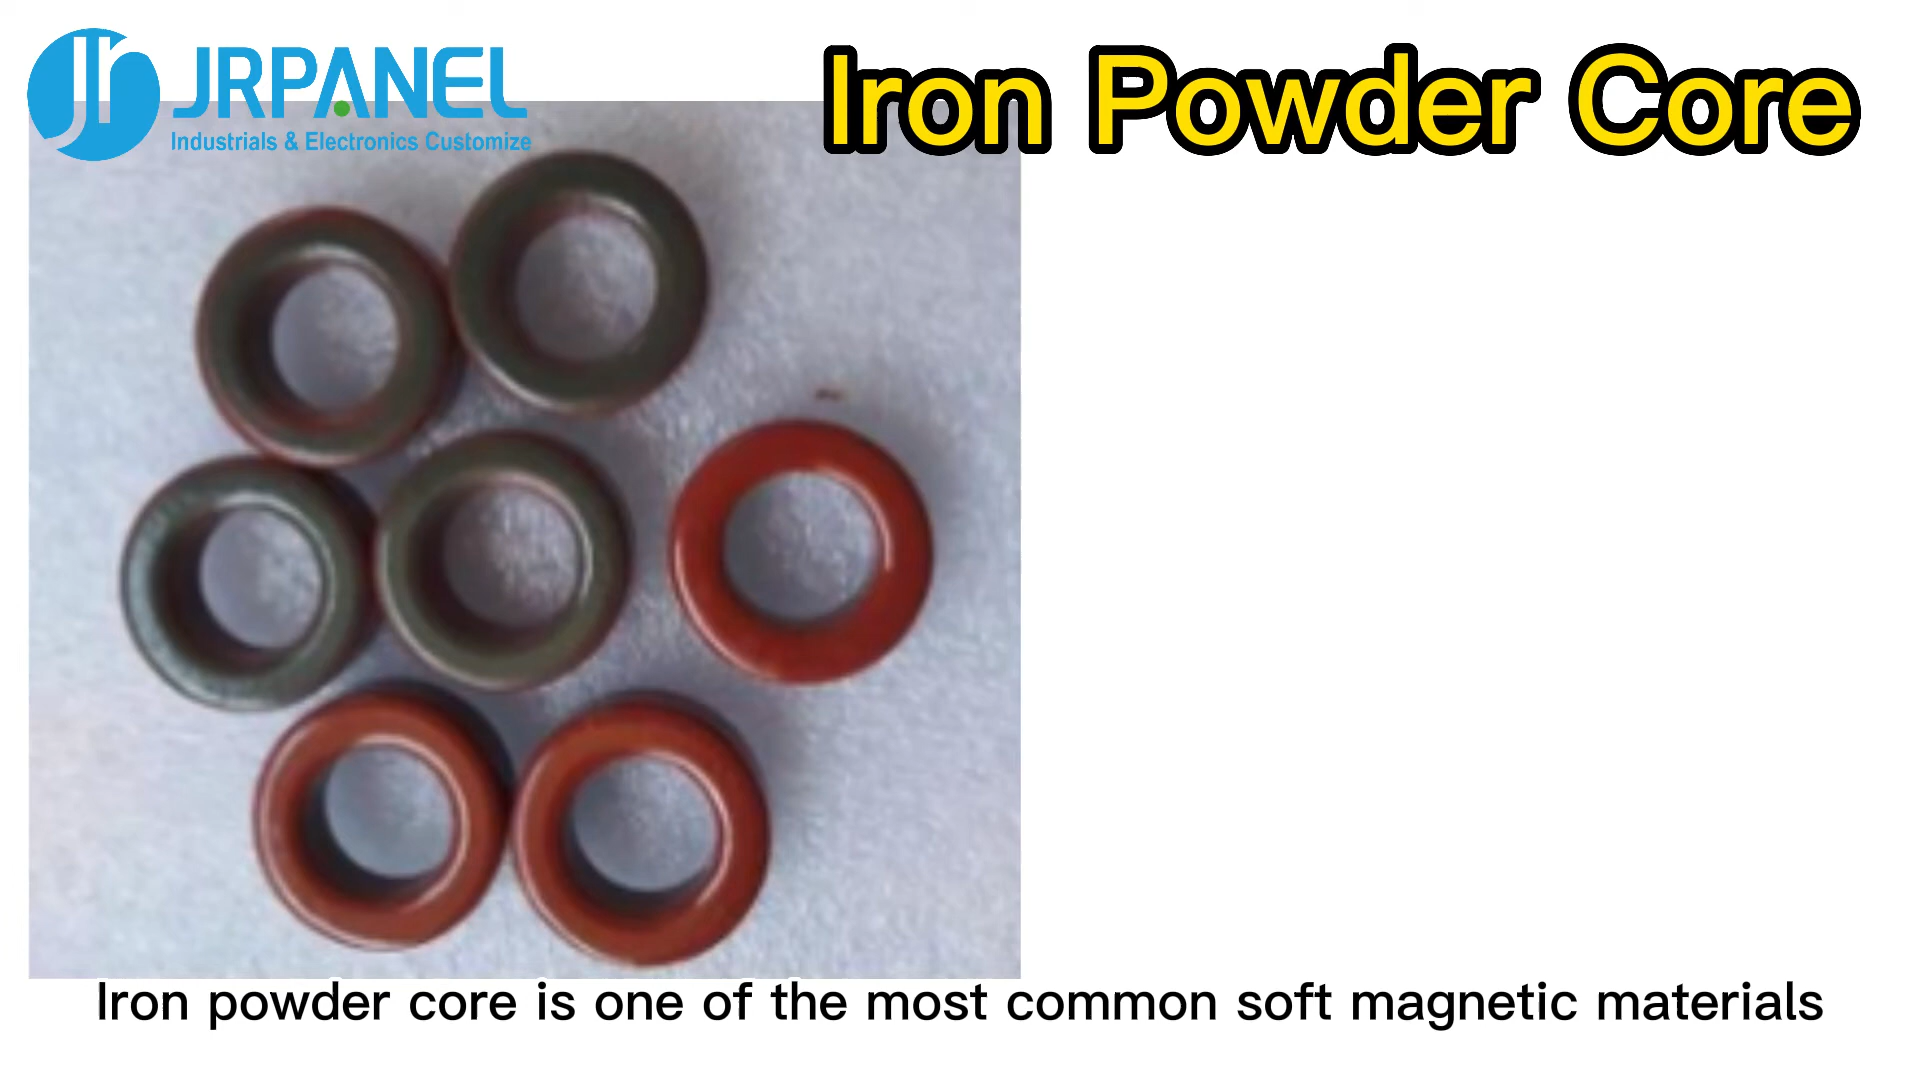 JRPANEL
Industrials & Electronics Customize
Iron Powder Core
Iron powder core is one of the most common soft magnetic materials